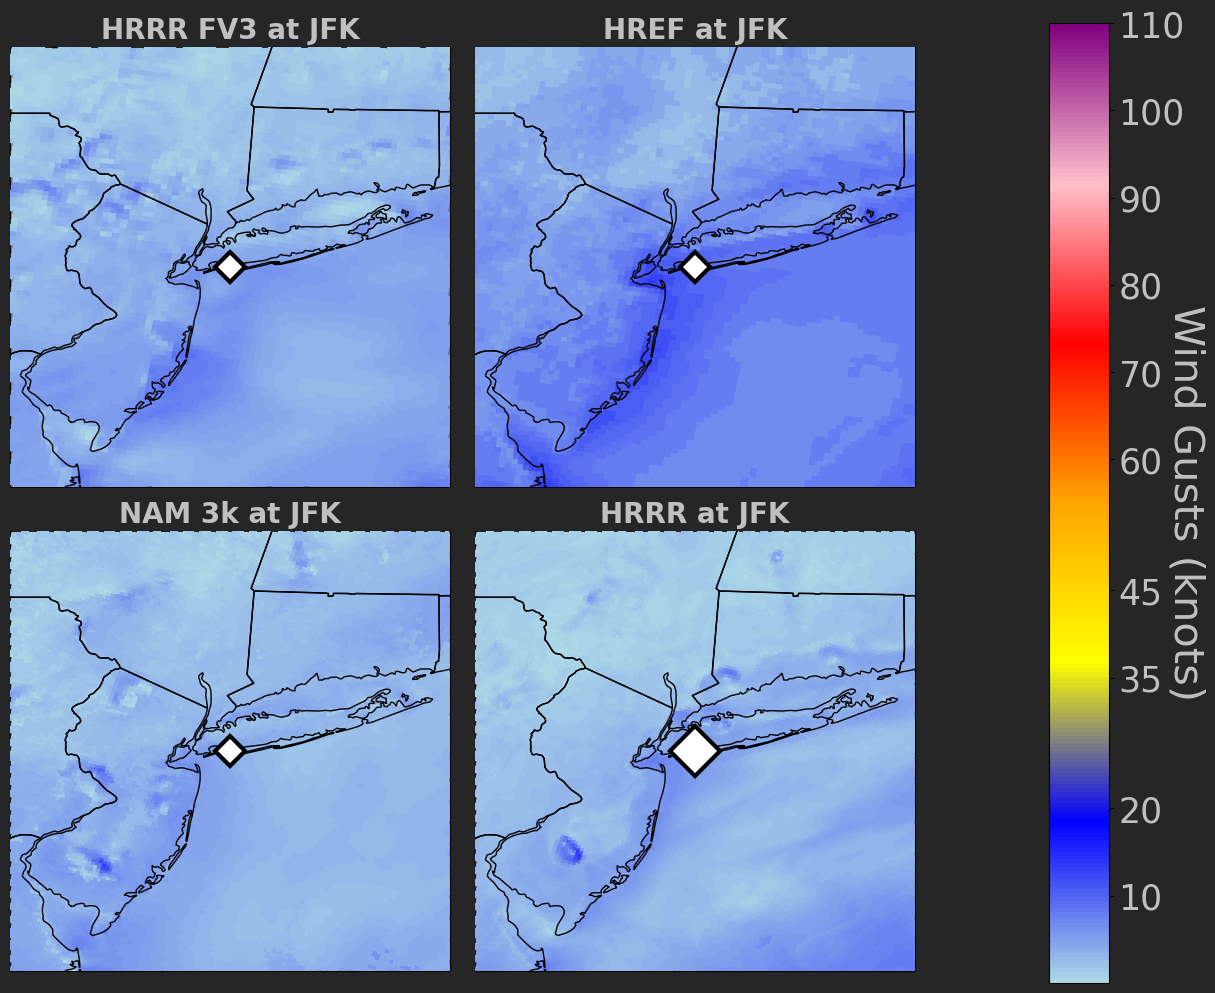 HRRR FV3 at JFK
HREF at JFK
NAM 3k at JFK
HRRR at JFK
110
100
90
80
70
60
45
35
20
10
Wind Gusts (knots)